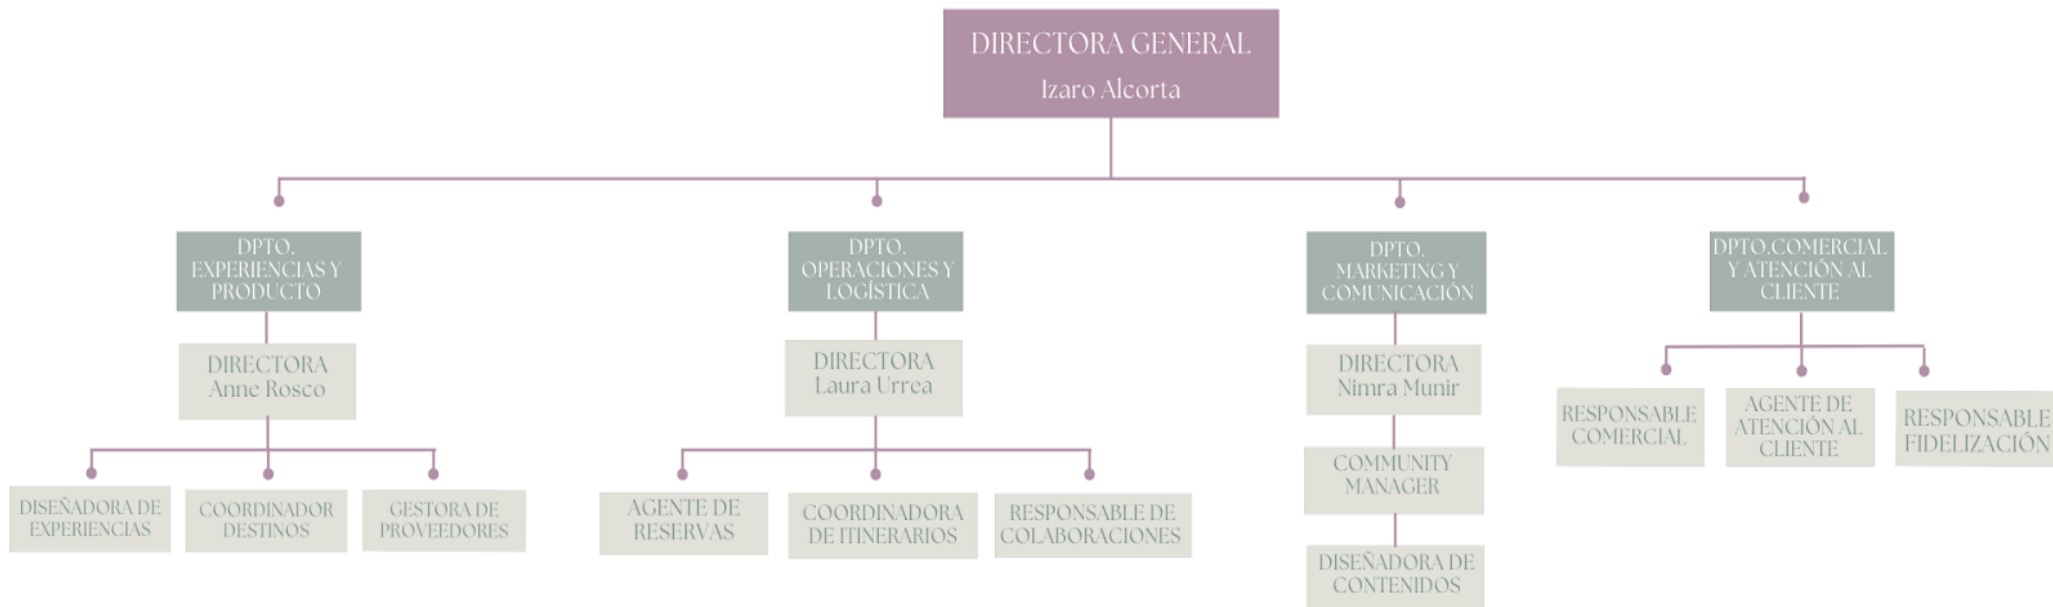 DIRECTORA GENERAL
Izaro Alcorta
DPTO.
EXPERIENCIAS Y
PRODUCTO
DPTO.
OPERACIONES Y
LOGÍSTICA
DPTO.
MARKETING Y
COMUNICACIÓN
DPTO.COMERCIAL
Y ATENCIÓN AL
CLIENTE
DIRECTORA
Anne Rosco
DIRECTORA
Laura Urrea
DIRECTORA
Nimra Munir
RESPONSABLE
COMERCIAL
AGENTE DE
ATENCIÓN AL
CLIENTE
RESPONSABLE
FIDELIZACIÓN
DISEÑADORA DE
EXPERIENCIAS
COORDINADOR
DESTINOS
GESTORA DE
PROVEEDORES
AGENTE DE
RESERVAS
COORDINADORA
DE ITINERARIOS
RESPONSABLE DE
COLABORACIONES
COMMUNITY
MANAGER
DISEÑADORA DE
CONTENIDOS